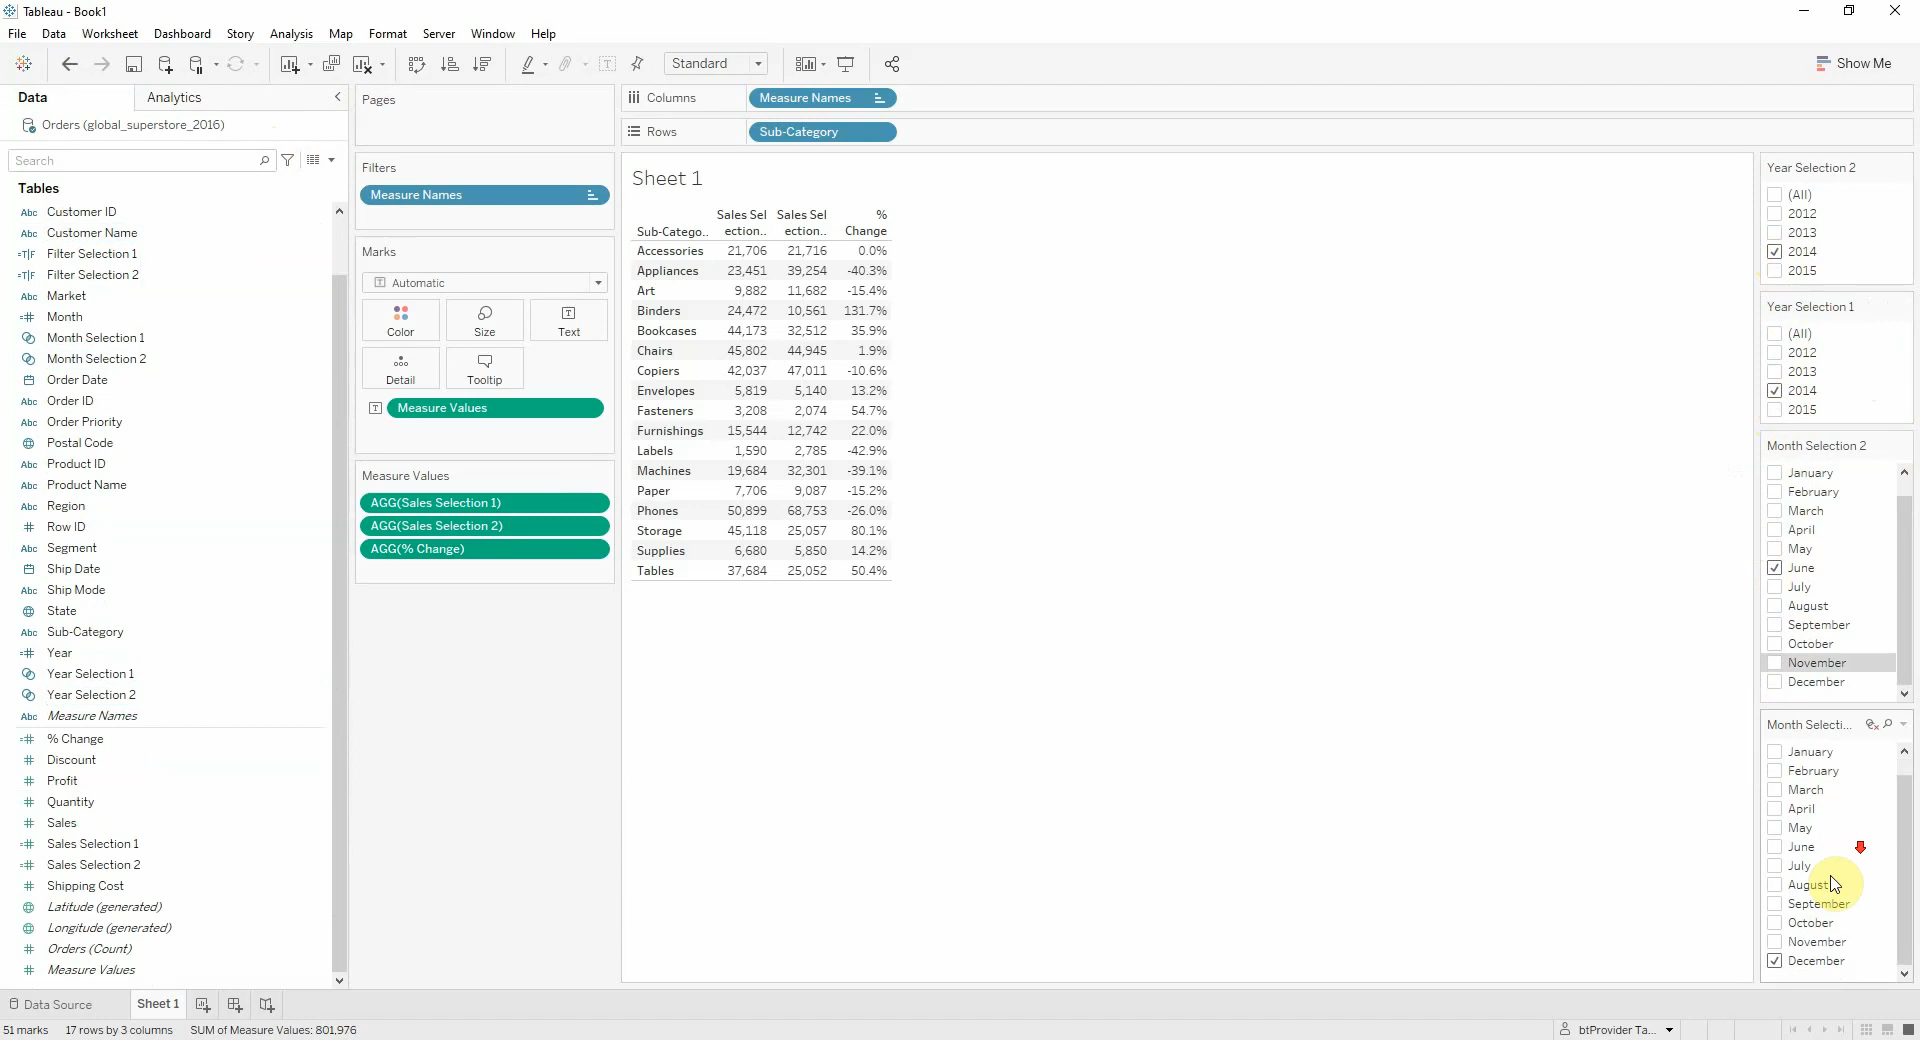 Tableau - Book1
File Data Worksheet Dashboard Story Analysis Map Format Server Window Help
Standard
Show Me
Data Analytics
Orders (global_superstore_2016)
Search
Tables
Abc Customer ID
Abc Customer Name
=T|F Filter Selection 1
=T|F Filter Selection 2
Abc Market
=# Month
Month Selection 1
Month Selection 2
Order Date
Abc Order ID
Abc Order Priority
Postal Code
Abc Product ID
Abc Product Name
Abc Region
# Row ID
Abc Segment
Ship Date
Abc Ship Mode
State
Abc Sub-Category
=# Year
Year Selection 1
Year Selection 2
Abc Measure Names
=# % Change
# Discount
# Profit
# Quantity
# Sales
=# Sales Selection 1
=# Sales Selection 2
# Shipping Cost
Latitude (generated)
Longitude (generated)
# Orders (Count)
# Measure Values
Pages
Filters
Measure Names
Marks
Automatic
Color Size Text
Detail Tooltip
Measure Values
Measure Values
AGG(Sales Selection 1)
AGG(Sales Selection 2)
AGG(% Change)
Columns Measure Names
Rows Sub-Category
Sheet 1
Sales Sel Sales Sel %
Sub-Catego.. ection.. ection.. Change
Accessories 21,706 21,716 0.0%
Appliances 23,451 39,254 -40.3%
Art 9,882 11,682 -15.4%
Binders 24,472 10,561 131.7%
Bookcases 44,173 32,512 35.9%
Chairs 45,802 44,945 1.9%
Copiers 42,037 47,011 -10.6%
Envelopes 5,819 5,140 13.2%
Fasteners 3,208 2,074 54.7%
Furnishings 15,544 12,742 22.0%
Labels 1,590 2,785 -42.9%
Machines 19,684 32,301 -39.1%
Paper 7,706 9,087 -15.2%
Phones 50,899 68,753 -26.0%
Storage 45,118 25,057 80.1%
Supplies 6,680 5,850 14.2%
Tables 37,684 25,052 50.4%
Year Selection 2
(All)
2012
2013
2014
2015
Year Selection 1
(All)
2012
2013
2014
2015
Month Selection 2
January
February
March
April
May
June
July
August
September
October
November
December
Month Selecti...
January
February
March
April
May
June
July
August
September
October
November
December
Data Source Sheet 1
51 marks 17 rows by 3 columns SUM of Measure Values: 801,976
btProvider Ta...